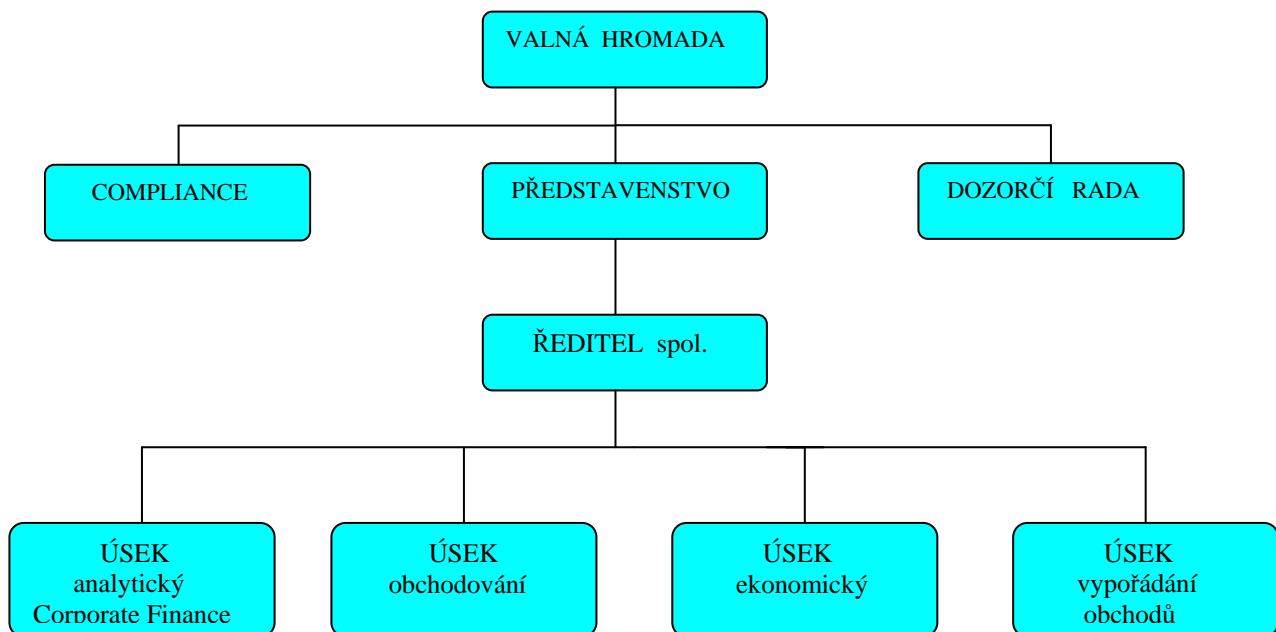 VALNÁ HROMADA
COMPLIANCE
PŘEDSTAVENSTVO
DOZORČÍ RADA
ŘEDITEL spol.
ÚSEK
analytický
Corporate Finance
ÚSEK
obchodování
ÚSEK
ekonomický
ÚSEK
vypořádání
obchodů